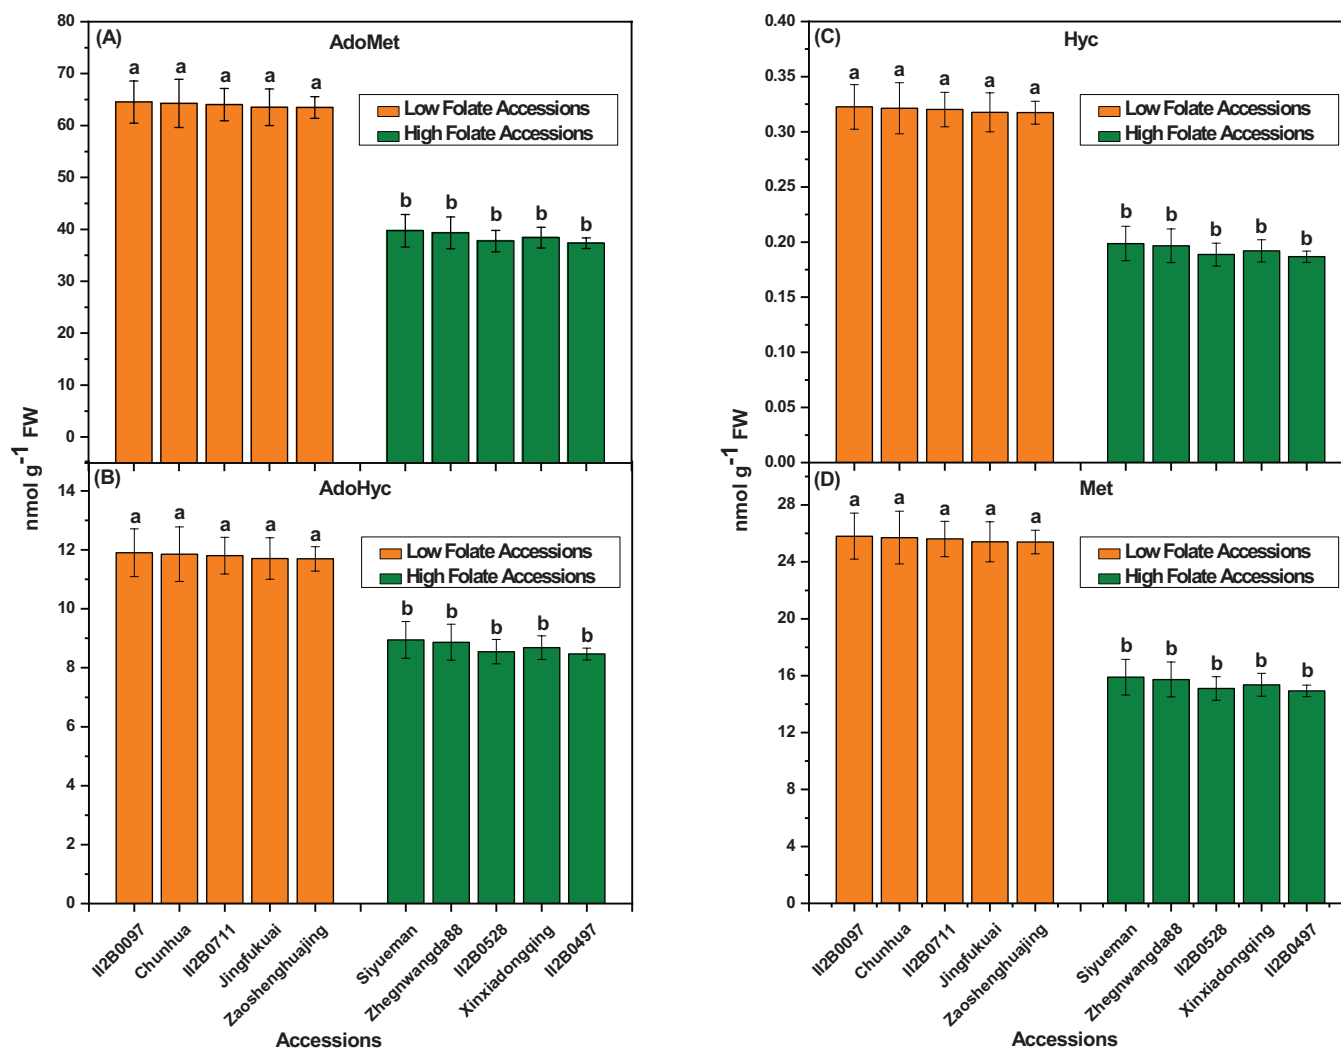 (A)
AdoMet
80
70
60
50
40
30
20
10
0
a a a a a
b b b b b
Low Folate Accessions
High Folate Accessions
nmol g-1 FW
(B)
AdoHyc
14
12
10
8
6
4
2
0
a a a a a
b b b b b
Low Folate Accessions
High Folate Accessions
II2B0097
Chunhua
II2B0711
Jingfukuai
Zaoshenghuajing
Siyueman
Zhegnwangda88
II2B0528
Xinxiadongqing
II2B0497
Accessions
(C)
Hyc
0.40
0.35
0.30
0.25
0.20
0.15
0.10
0.05
0.00
a a a a a
b b b b b
Low Folate Accessions
High Folate Accessions
nmol g-1 FW
(D)
Met
28
24
20
16
12
8
4
0
a a a a a
b b b b b
Low Folate Accessions
High Folate Accessions
II2B0097
Chunhua
II2B0711
Jingfukuai
Zaoshenghuajing
Siyueman
Zhegnwangda88
II2B0528
Xinxiadongqing
II2B0497
Accessions